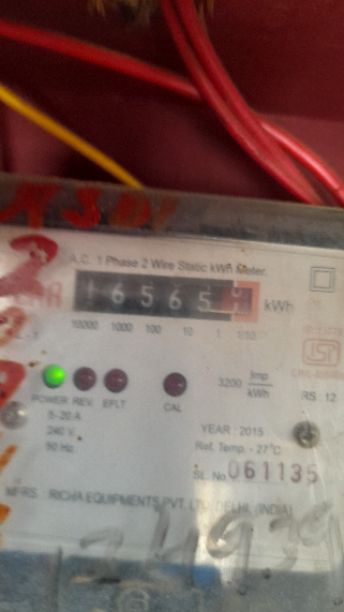 A.C. 1 Phase 2 Wire Static kWh Meter.
16565 kWh
10000 1000 100 10 1 1/10
POWER REV. EFLT CAL
3200 Imp/kWh
RS : 12
5-20 A
240 V
50 Hz
YEAR : 2015
Ref. Temp. - 27°C
SL. No. 061135
MFRS. : RICHA EQUIPMENTS PVT. LTD. DELHI, (INDIA)
24939